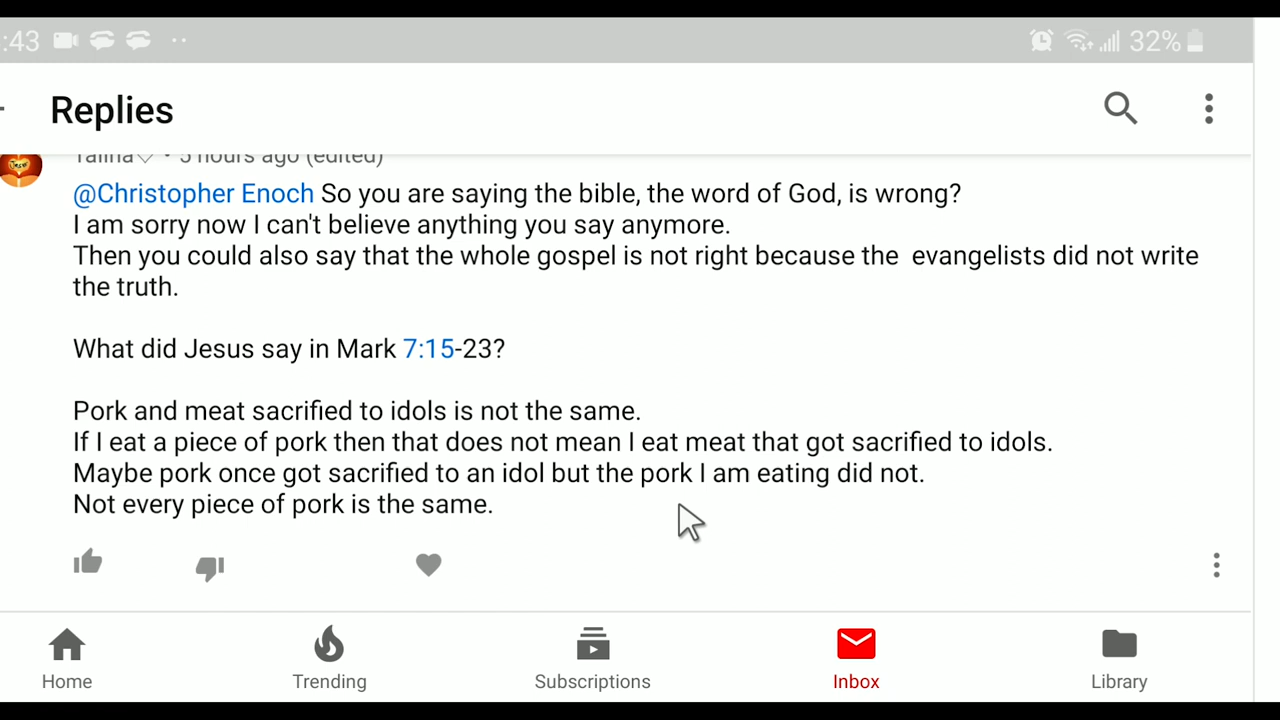 :43 32%
Replies
5 hours ago (edited)
@Christopher Enoch So you are saying the bible, the word of God, is wrong?
I am sorry now I can't believe anything you say anymore.
Then you could also say that the whole gospel is not right because the evangelists did not write
the truth.
What did Jesus say in Mark 7:15-23?
Pork and meat sacrified to idols is not the same.
If I eat a piece of pork then that does not mean I eat meat that got sacrified to idols.
Maybe pork once got sacrified to an idol but the pork I am eating did not.
Not every piece of pork is the same.
Home Trending Subscriptions Inbox Library